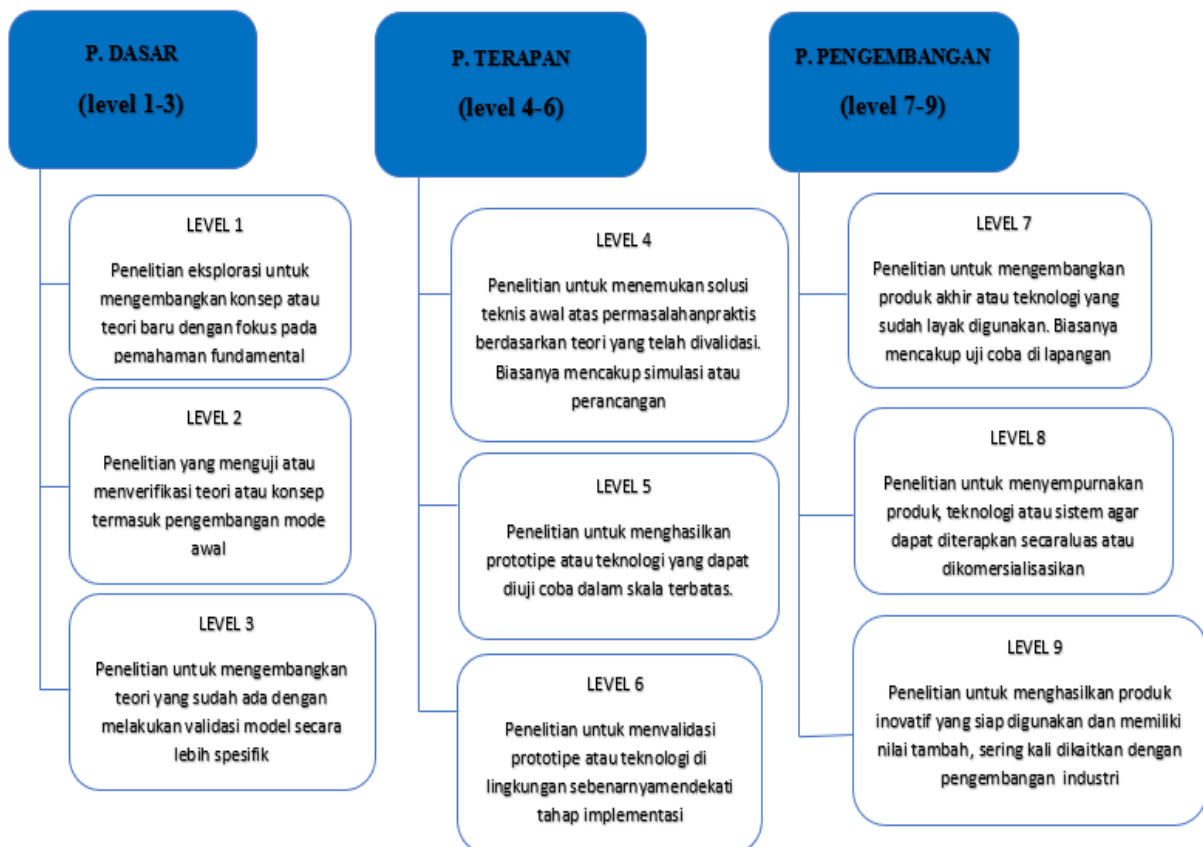 P. DASAR
(level 1-3)
LEVEL 1
Penelitian eksplorasi untuk
mengembangkan konsep atau
teori baru dengan fokus pada
pemahaman fundamental
LEVEL 2
Penelitian yang menguji atau
menverifikasi teori atau konsep
termasuk pengembangan mode
awal
LEVEL 3
Penelitian untuk mengembangkan
teori yang sudah ada dengan
melakukan validasi model secara
lebih spesifik
P. TERAPAN
(level 4-6)
LEVEL 4
Penelitian untuk menemukan solusi
teknis awal atas permasalahanpraktis
berdasarkan teori yang telah divalidasi.
Biasanya mencakup simulasi atau
perancangan
LEVEL 5
Penelitian untuk menghasilkan
prototipe atau teknologi yang dapat
diuji coba dalam skala terbatas.
LEVEL 6
Penelitian untuk menvalidasi
prototipe atau teknologi di
lingkungan sebenarnyamendekati
tahap implementasi
P. PENGEMBANGAN
(level 7-9)
LEVEL 7
Penelitian untuk mengembangkan
produk akhir atau teknologi yang
sudah layak digunakan. Biasanya
mencakup uji coba di lapangan
LEVEL 8
Penelitian untuk menyempurnakan
produk, teknologi atau sistem agar
dapat diterapkan secaraluas atau
dikomersialisasikan
LEVEL 9
Penelitian untuk menghasilkan produk
inovatif yang siap digunakan dan memiliki
nilai tambah, sering kali dikaitkan dengan
pengembangan industri